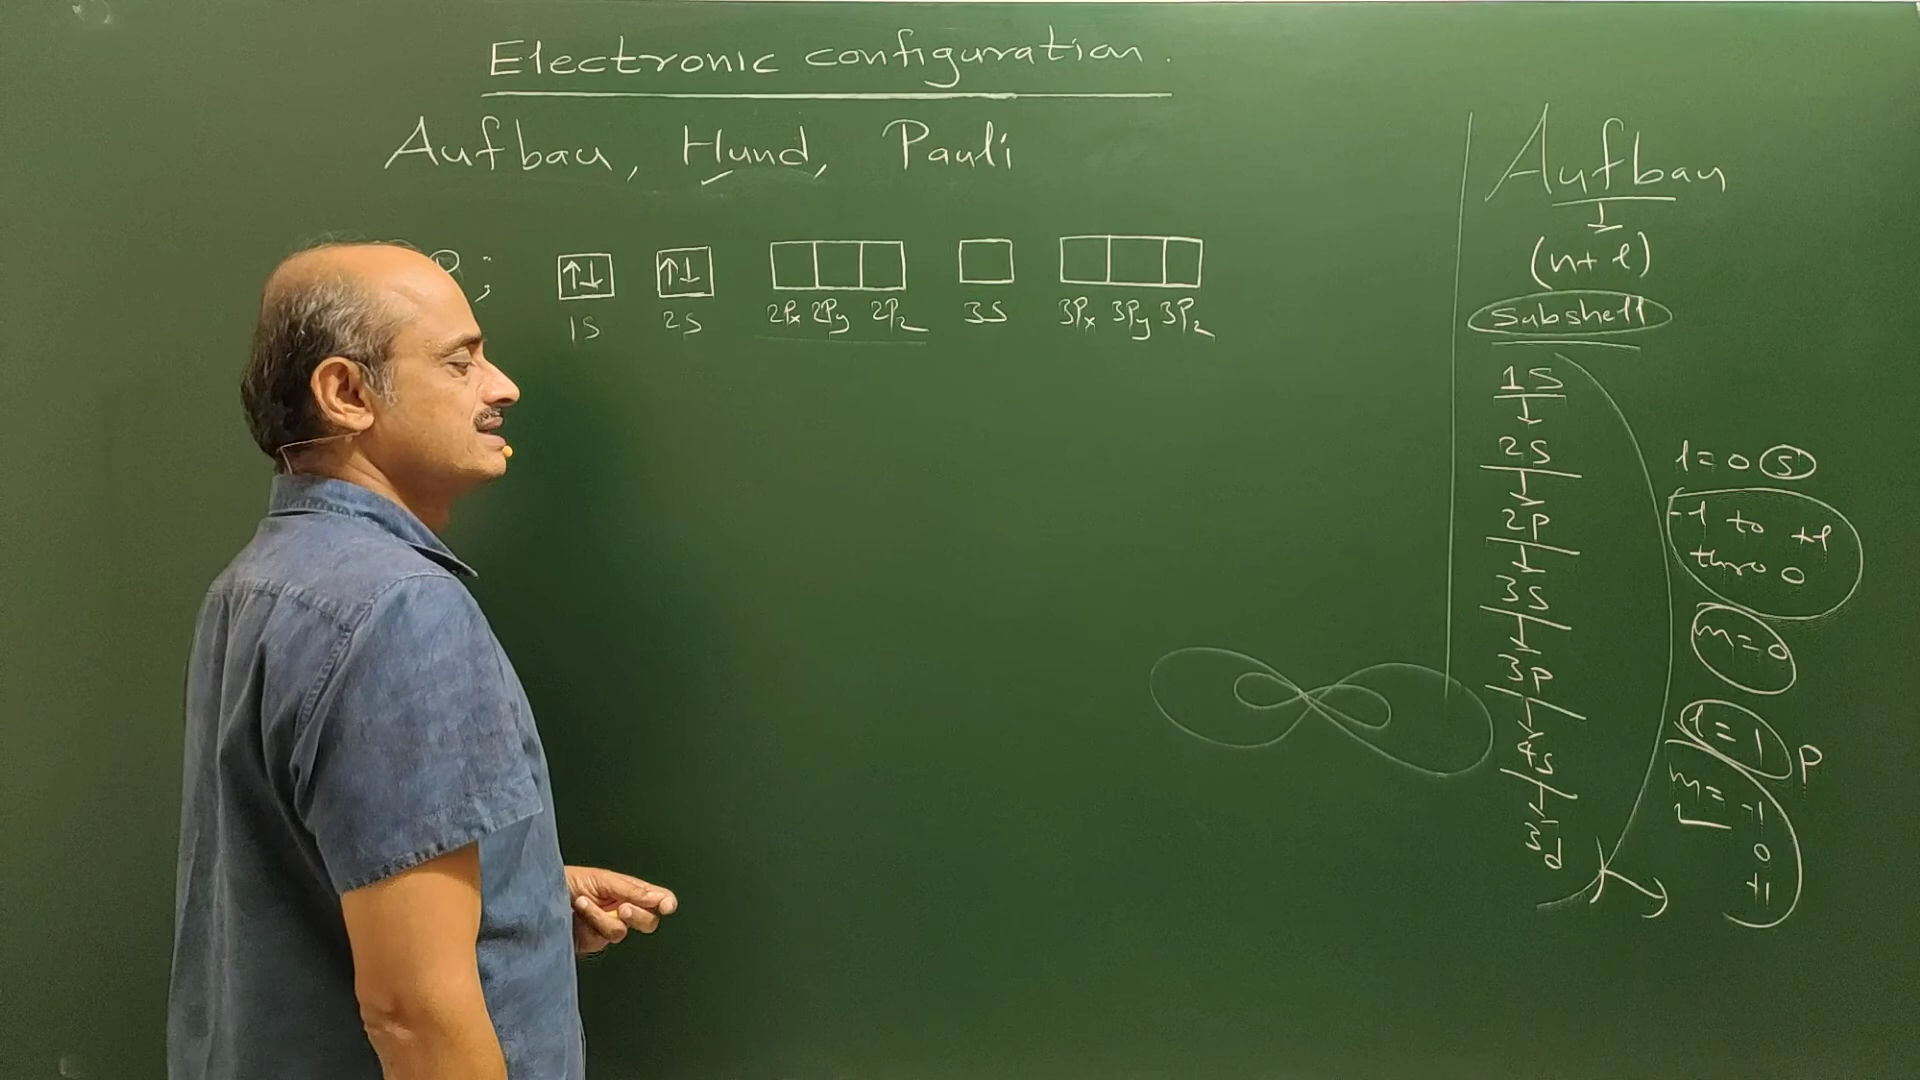 Electronic configuration.
Aufbau, Hund, Pauli
O;
↑↓ ↑↓
1S 2S 2Px 2Py 2Pz 3S 3Px 3Py 3Pz
Aufbau
(n+l)
Subshell
1S
2S
2P
3S
3P
4S
3d
l=0 S
-l to +l
thro 0
m=0
l=1 P
m= -1
0
+1